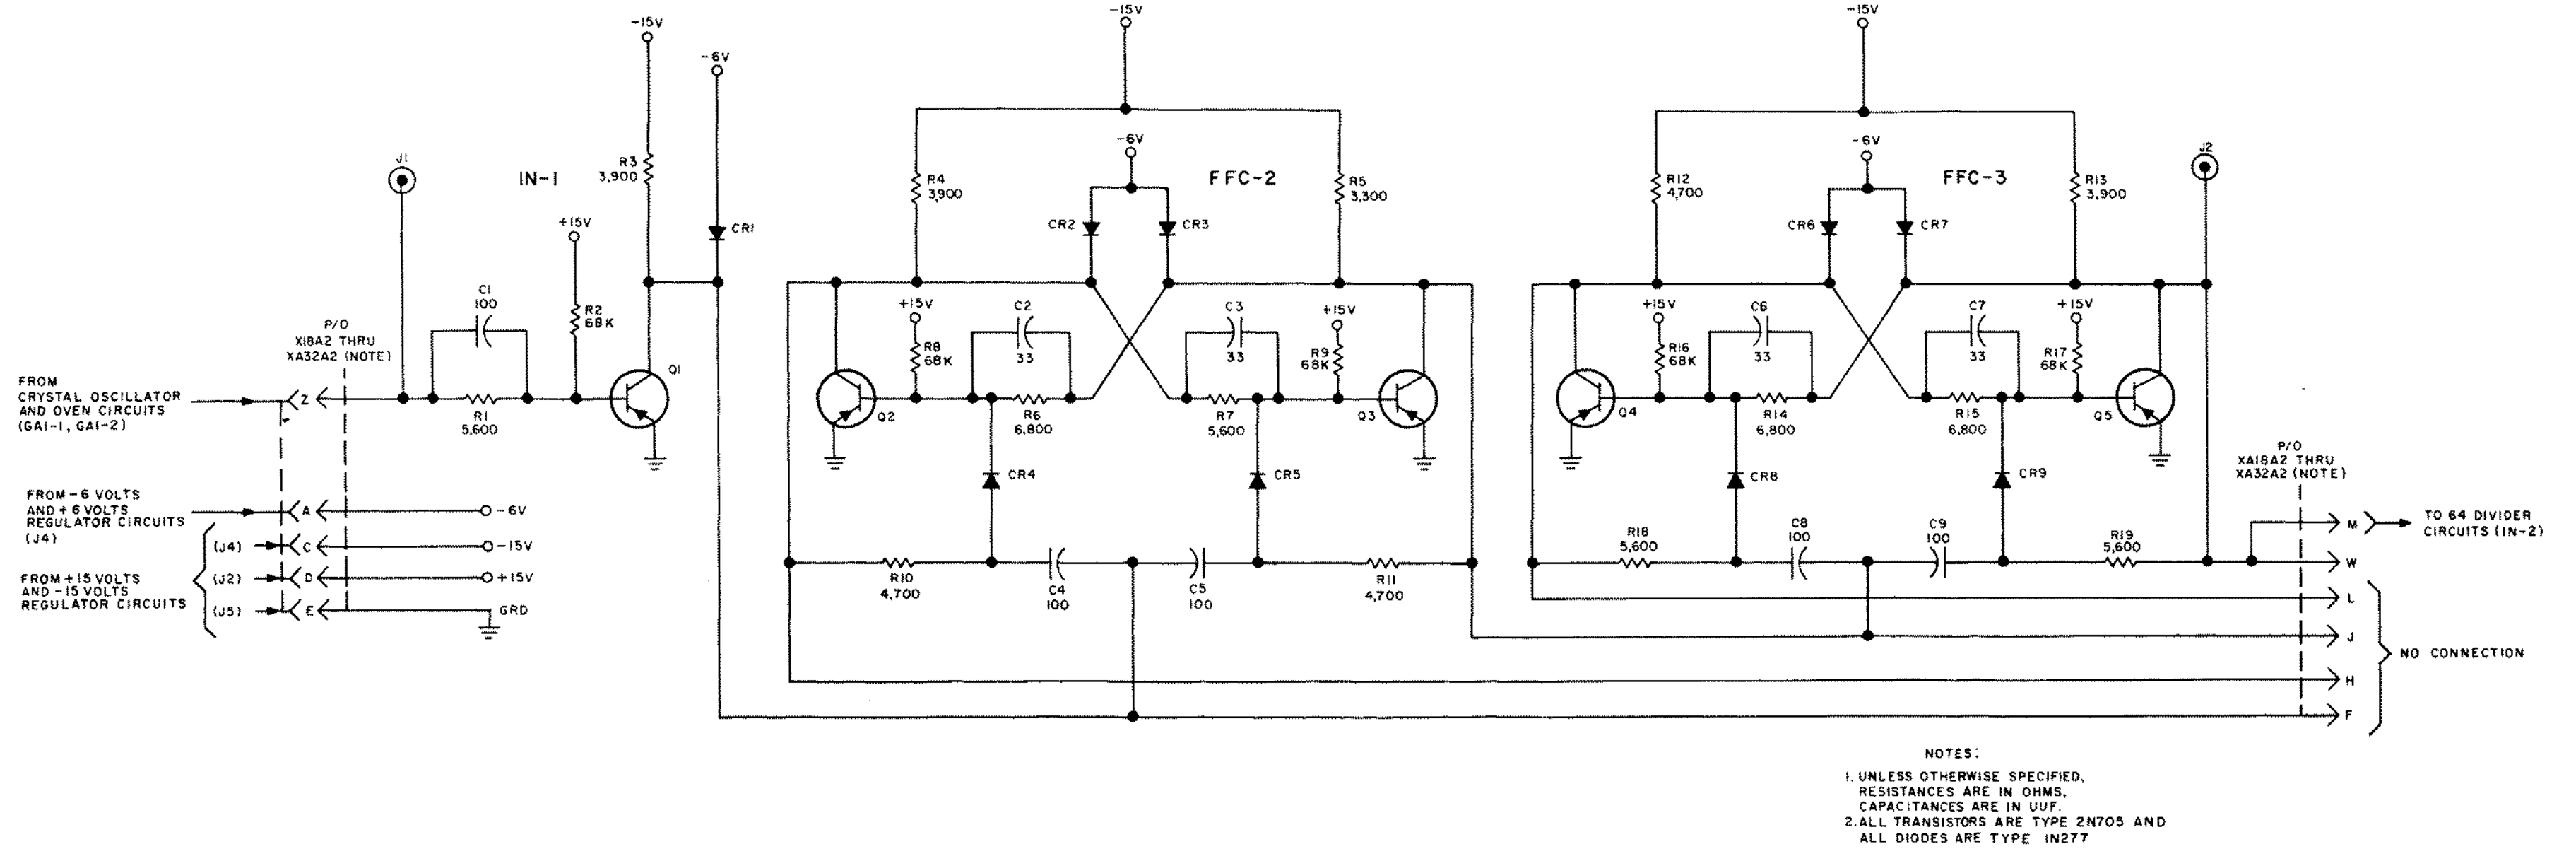 -15V
-6V
R3
3,900
J1
IN-1
CR1
+15V
R2
68K
C1
100
P/O
X18A2 THRU
XA32A2 (NOTE)
Q1
FROM
CRYSTAL OSCILLATOR
AND OVEN CIRCUITS
(GA1-1, GA1-2)
Z
R1
5,600
FROM -6 VOLTS
AND +6 VOLTS
REGULATOR CIRCUITS
(J4)
A
-6V
(J4)
C
-15V
FROM +15 VOLTS
AND -15 VOLTS
REGULATOR CIRCUITS
(J2)
D
+15V
(J5)
E
GRD
-15V
-6V
FFC-2
R4
3900
R5
3,300
CR2
CR3
+15V
R8
68K
C2
33
C3
33
+15V
R9
68K
Q2
R6
6,800
R7
5,600
Q3
CR4
CR5
R10
4,700
C4
100
C5
100
R11
4,700
-15V
-6V
FFC-3
R12
4,700
R13
3,900
J2
CR6
CR7
+15V
R16
68K
C6
33
C7
33
+15V
R17
68K
Q4
R14
6,800
R15
6,800
Q5
CR8
CR9
R18
5,600
C8
100
C9
100
R19
5,600
P/O
XA18A2 THRU
XA32A2 (NOTE)
M
TO 64 DIVIDER
CIRCUITS (IN-2)
W
L
J
NO CONNECTION
H
F
NOTES:
1. UNLESS OTHERWISE SPECIFIED,
RESISTANCES ARE IN OHMS,
CAPACITANCES ARE IN UUF.
2. ALL TRANSISTORS ARE TYPE 2N705 AND
ALL DIODES ARE TYPE 1N277